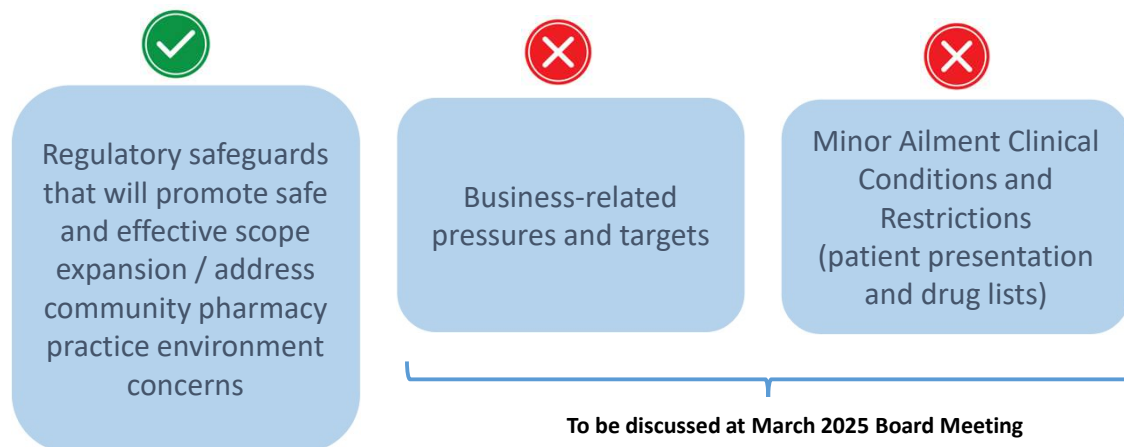 Regulatory safeguards
that will promote safe
and effective scope
expansion / address
community pharmacy
practice environment
concerns
Business-related
pressures and targets
Minor Ailment Clinical
Conditions and
Restrictions
(patient presentation
and drug lists)
To be discussed at March 2025 Board Meeting